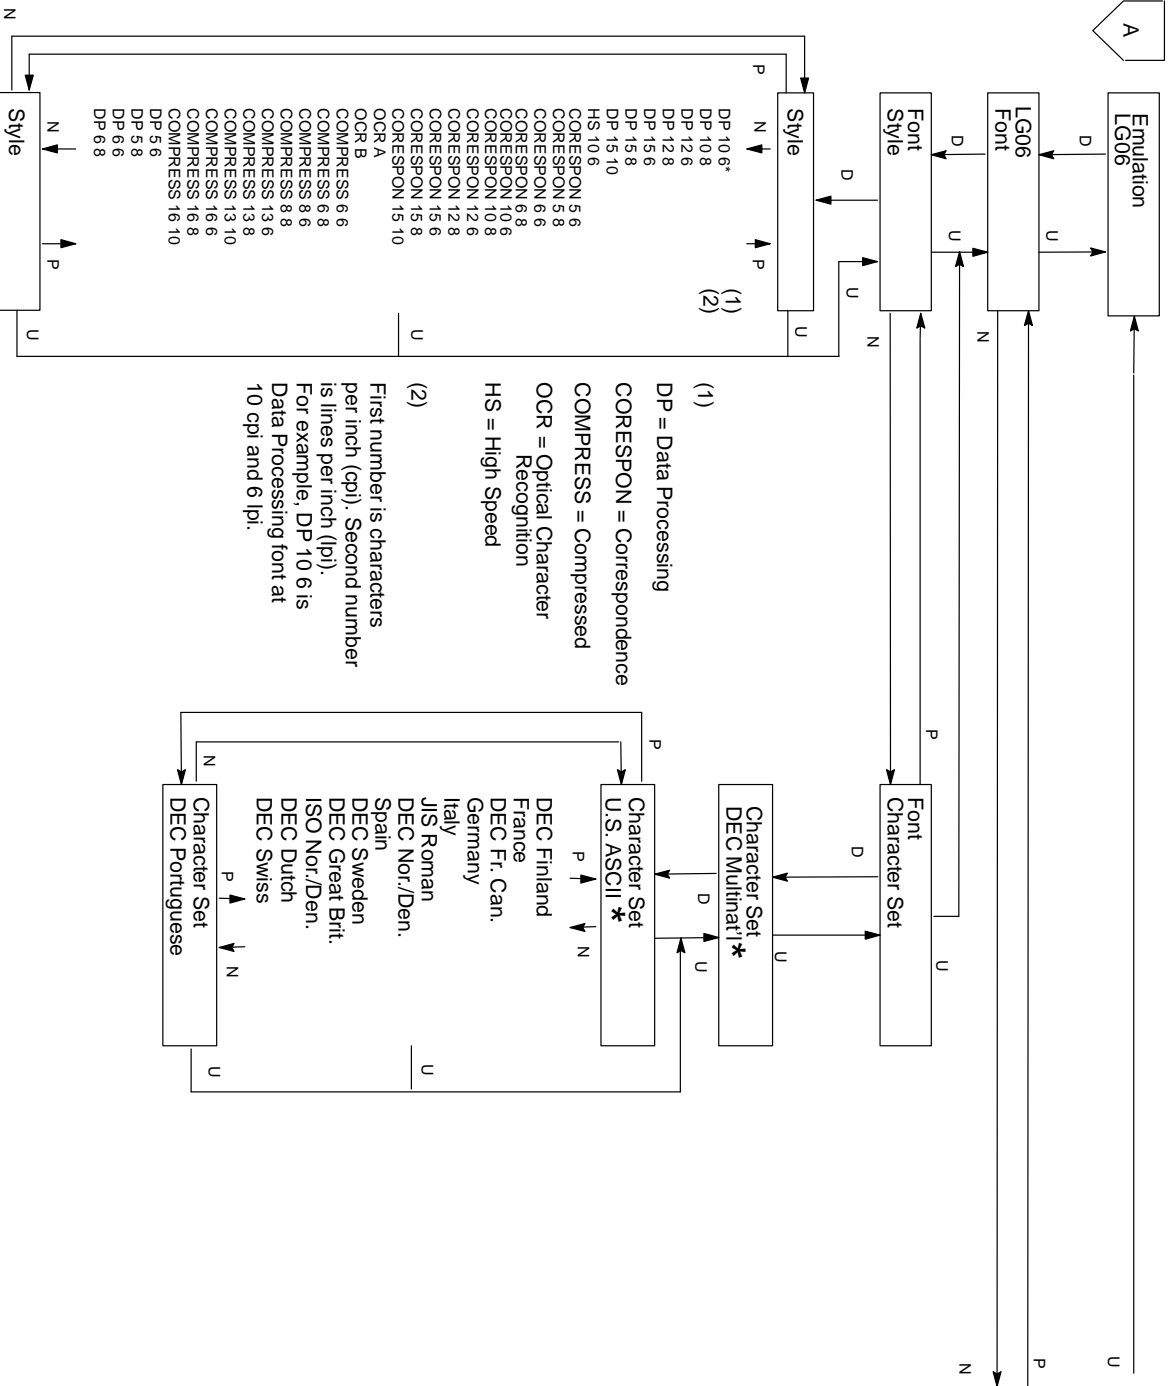 A
Emulation
LG06
U
D
U
LG06
Font
P
N
D
U
Font
Style
N
P
Font
Character Set
U
D
U
D
U
Character Set
DEC Multinat'l*
D
U
Style
P
N
P
U
(1)
(2)
DP 10 6*
DP 10 8
DP 12 6
DP 12 8
DP 15 6
DP 15 8
DP 15 10
HS 10 6
CORESPON 5 6
CORESPON 5 8
CORESPON 6 6
CORESPON 6 8
CORESPON 10 6
CORESPON 10 8
CORESPON 12 6
CORESPON 12 8
CORESPON 15 6
CORESPON 15 8
CORESPON 15 10
OCR A
OCR B
COMPRESS 6 6
COMPRESS 6 8
COMPRESS 8 6
COMPRESS 8 8
COMPRESS 13 6
COMPRESS 13 8
COMPRESS 13 10
COMPRESS 16 6
COMPRESS 16 8
COMPRESS 16 10
DP 5 6
DP 5 8
DP 6 6
DP 6 8
U
N
P
Style
U
N
(1)
DP = Data Processing
CORESPON = Correspondence
COMPRESS = Compressed
OCR = Optical Character
Recognition
HS = High Speed
(2)
First number is characters
per inch (cpi). Second number
is lines per inch (lpi).
For example, DP 10 6 is
Data Processing font at
10 cpi and 6 lpi.
P
Character Set
U.S. ASCII *
P
N
DEC Finland
France
DEC Fr. Can.
Germany
Italy
JIS Roman
DEC Nor./Den.
Spain
DEC Sweden
DEC Great Brit.
ISO Nor./Den.
DEC Dutch
DEC Swiss
U
P
N
N
Character Set
DEC Portuguese
U